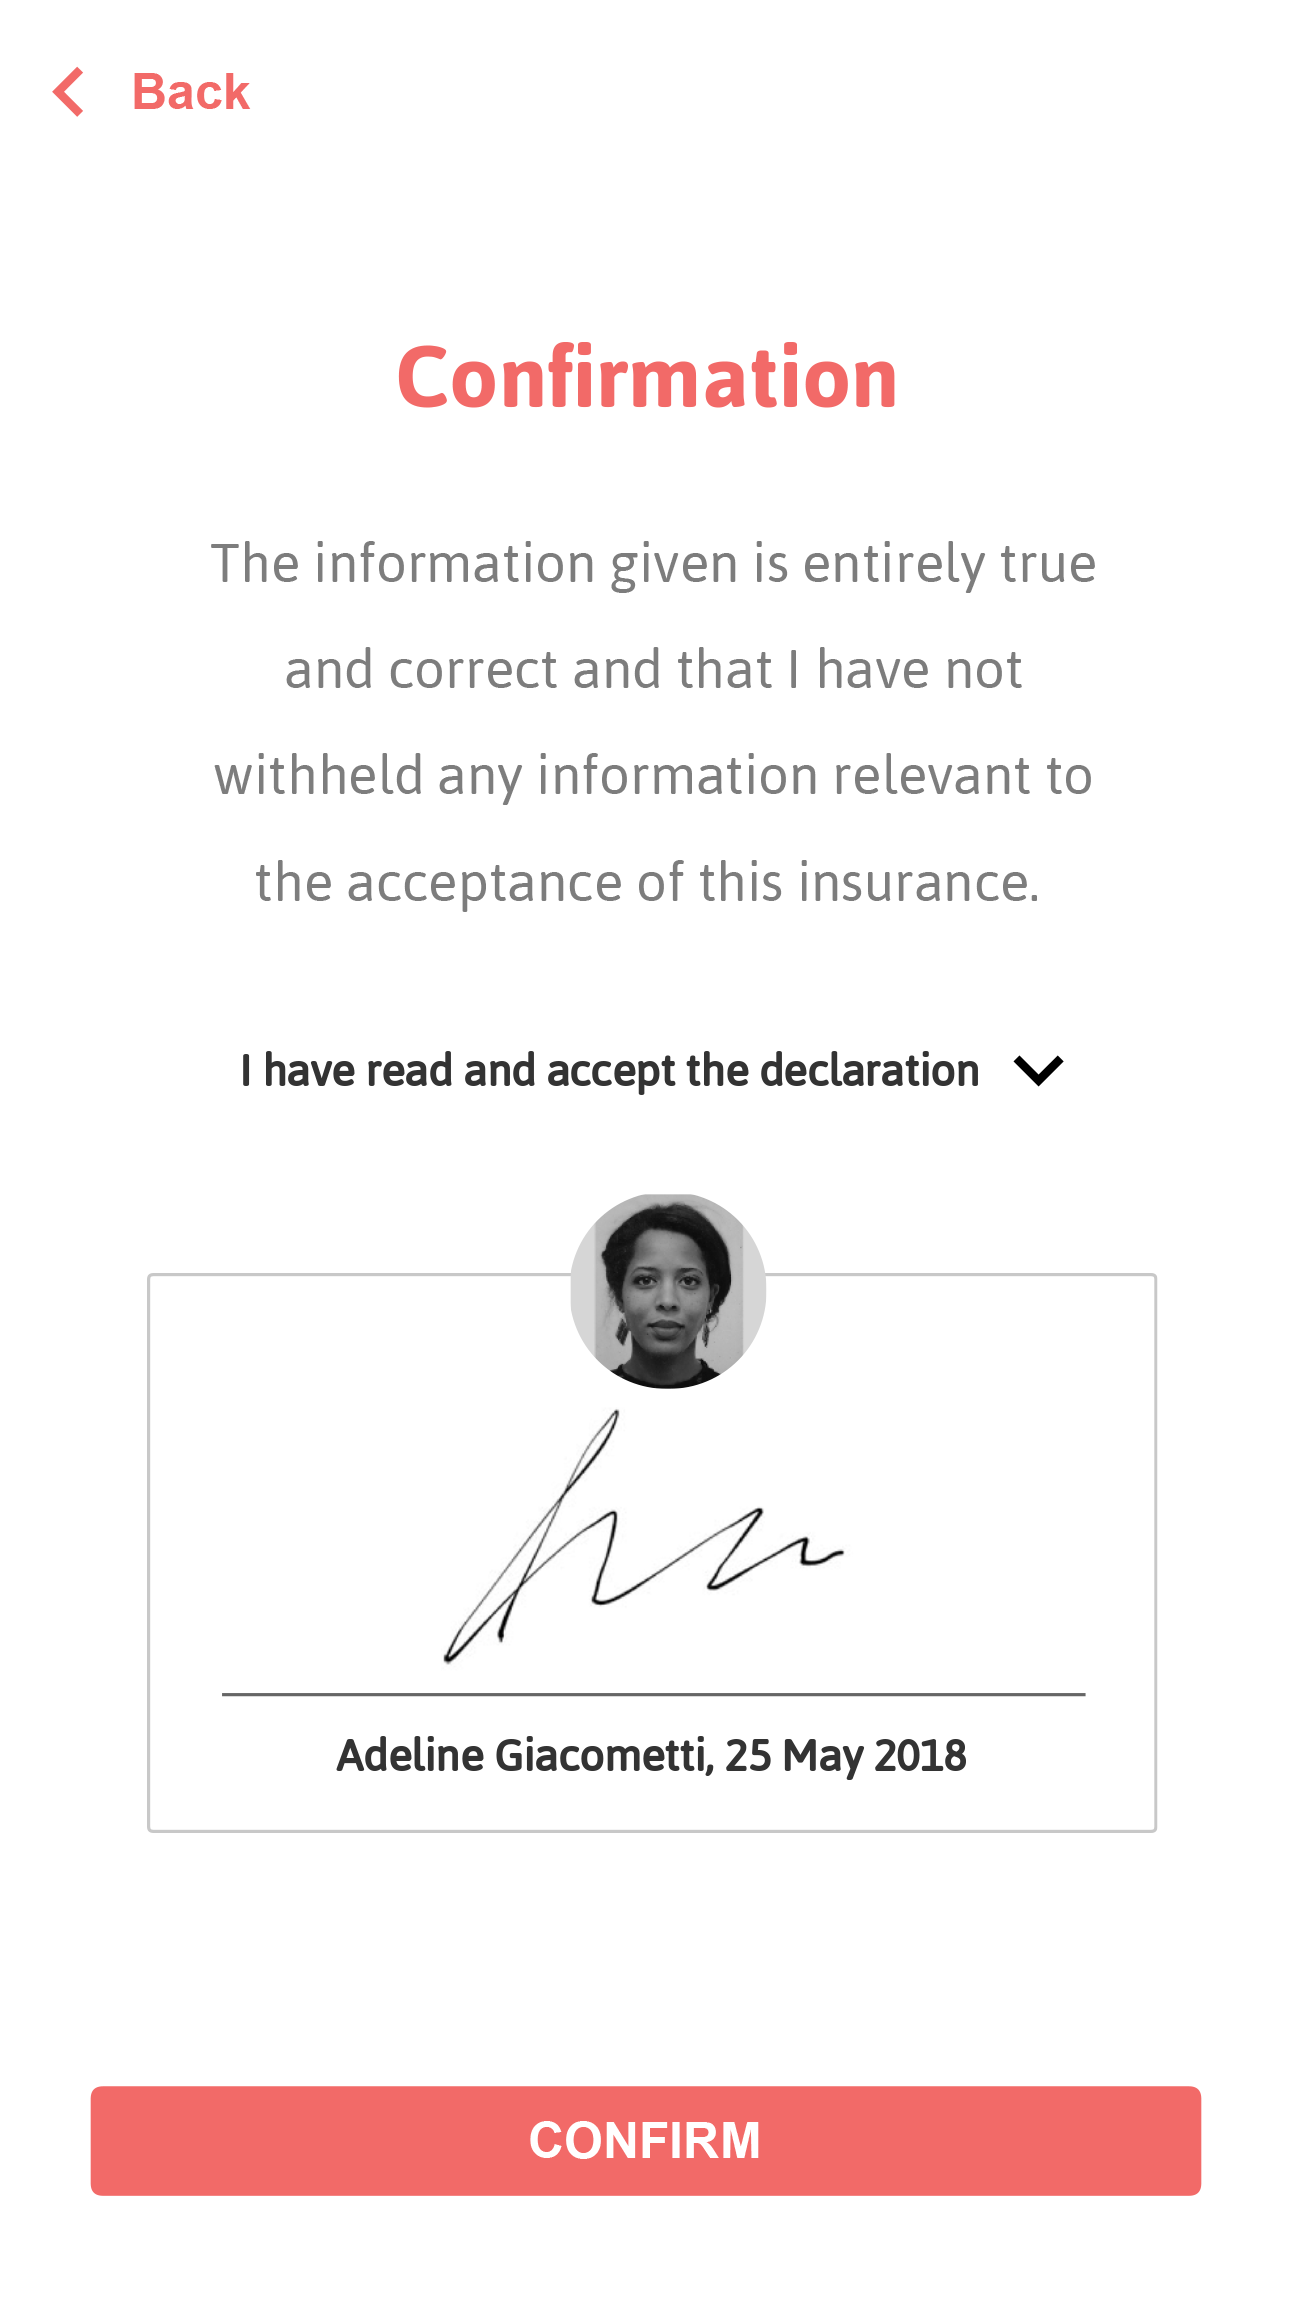 Back
Confirmation
The information given is entirely true
and correct and that I have not
withheld any information relevant to
the acceptance of this insurance.
I have read and accept the declaration
Adeline Giacometti, 25 May 2018
CONFIRM